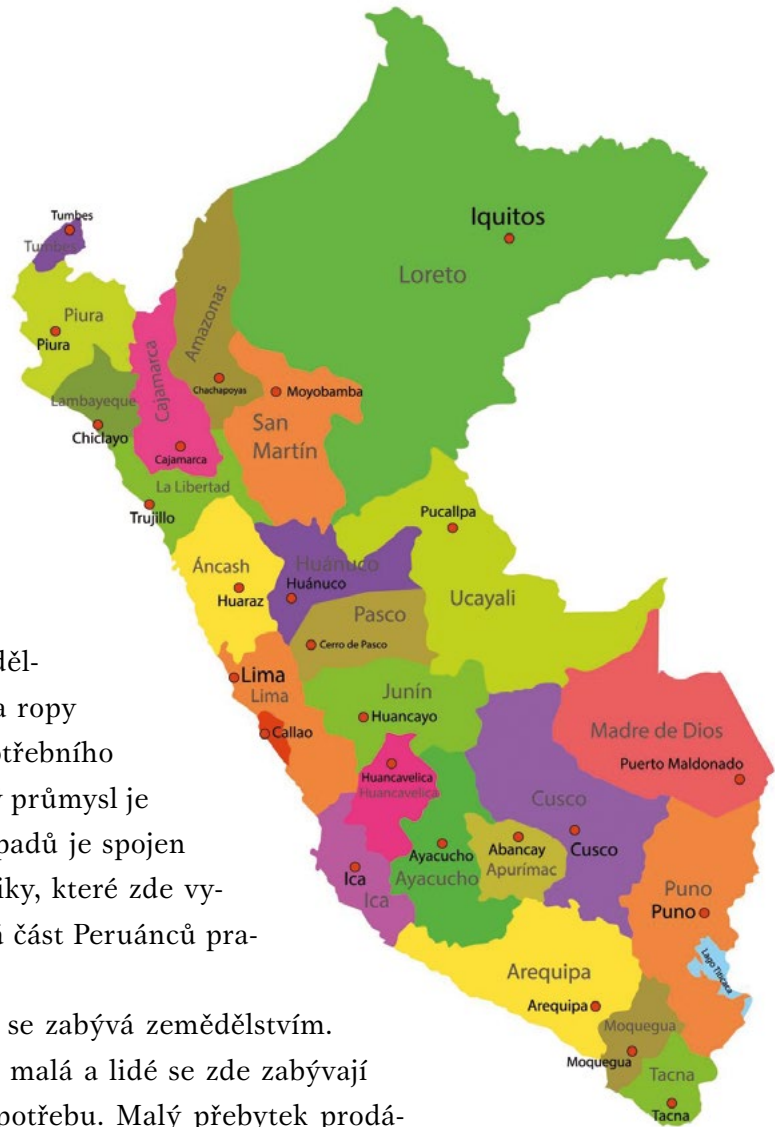 Tumbes
Tumbes
Iquitos
Loreto
Piura
Piura
Amazonas
Cajamarca
Chachapoyas
Moyobamba
Lambayeque
Chiclayo
San
Martín
Cajamarca
La Libertad
Trujillo
Pucallpa
Áncash
Huánuco
Huánuco
Huaraz
Ucayali
Pasco
Cerro de Pasco
Lima
Lima
Junín
Huancayo
Callao
Madre de Dios
Puerto Maldonado
Huancavelica
Huancavelica
Cusco
Cusco
Ayacucho
Ayacucho
Abancay
Apurímac
Ica
Ica
Puno
Puno
Lago Titicara
Arequipa
Arequipa
Moquegua
Moquegua
Tacna
Tacna
děl-
a ropy
otřebního
průmysl je
padů je spojen
iky, které zde vy-
část Peruánců pra-
se zabývá zemědělstvím.
malá a lidé se zde zabývají
potřebu. Malý přebytek prodá-